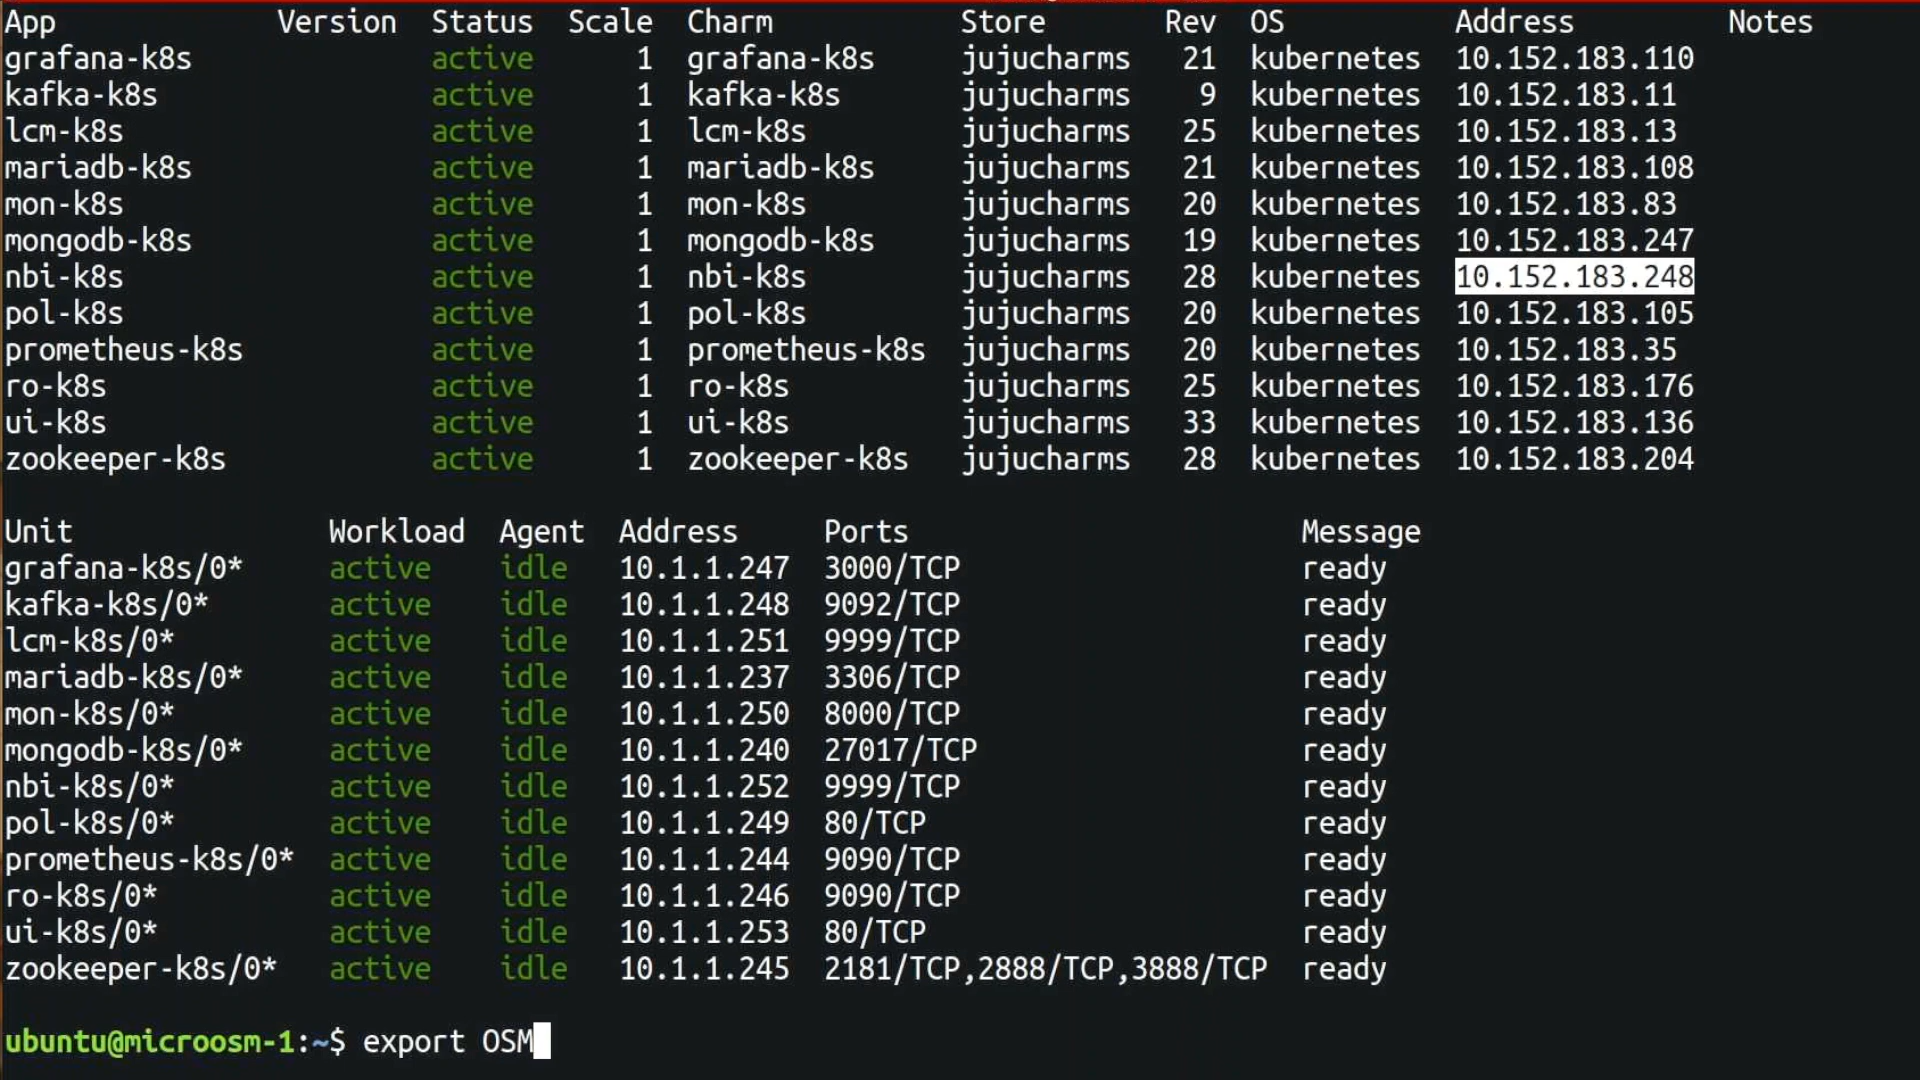 App Version Status Scale Charm Store Rev OS Address Notes
grafana-k8s active 1 grafana-k8s jujucharms 21 kubernetes 10.152.183.110
kafka-k8s active 1 kafka-k8s jujucharms 9 kubernetes 10.152.183.11
lcm-k8s active 1 lcm-k8s jujucharms 25 kubernetes 10.152.183.13
mariadb-k8s active 1 mariadb-k8s jujucharms 21 kubernetes 10.152.183.108
mon-k8s active 1 mon-k8s jujucharms 20 kubernetes 10.152.183.83
mongodb-k8s active 1 mongodb-k8s jujucharms 19 kubernetes 10.152.183.247
nbi-k8s active 1 nbi-k8s jujucharms 28 kubernetes 10.152.183.248
pol-k8s active 1 pol-k8s jujucharms 20 kubernetes 10.152.183.105
prometheus-k8s active 1 prometheus-k8s jujucharms 20 kubernetes 10.152.183.35
ro-k8s active 1 ro-k8s jujucharms 25 kubernetes 10.152.183.176
ui-k8s active 1 ui-k8s jujucharms 33 kubernetes 10.152.183.136
zookeeper-k8s active 1 zookeeper-k8s jujucharms 28 kubernetes 10.152.183.204
Unit Workload Agent Address Ports Message
grafana-k8s/0* active idle 10.1.1.247 3000/TCP ready
kafka-k8s/0* active idle 10.1.1.248 9092/TCP ready
lcm-k8s/0* active idle 10.1.1.251 9999/TCP ready
mariadb-k8s/0* active idle 10.1.1.237 3306/TCP ready
mon-k8s/0* active idle 10.1.1.250 8000/TCP ready
mongodb-k8s/0* active idle 10.1.1.240 27017/TCP ready
nbi-k8s/0* active idle 10.1.1.252 9999/TCP ready
pol-k8s/0* active idle 10.1.1.249 80/TCP ready
prometheus-k8s/0* active idle 10.1.1.244 9090/TCP ready
ro-k8s/0* active idle 10.1.1.246 9090/TCP ready
ui-k8s/0* active idle 10.1.1.253 80/TCP ready
zookeeper-k8s/0* active idle 10.1.1.245 2181/TCP,2888/TCP,3888/TCP ready
ubuntu@microosm-1:~$ export OSM